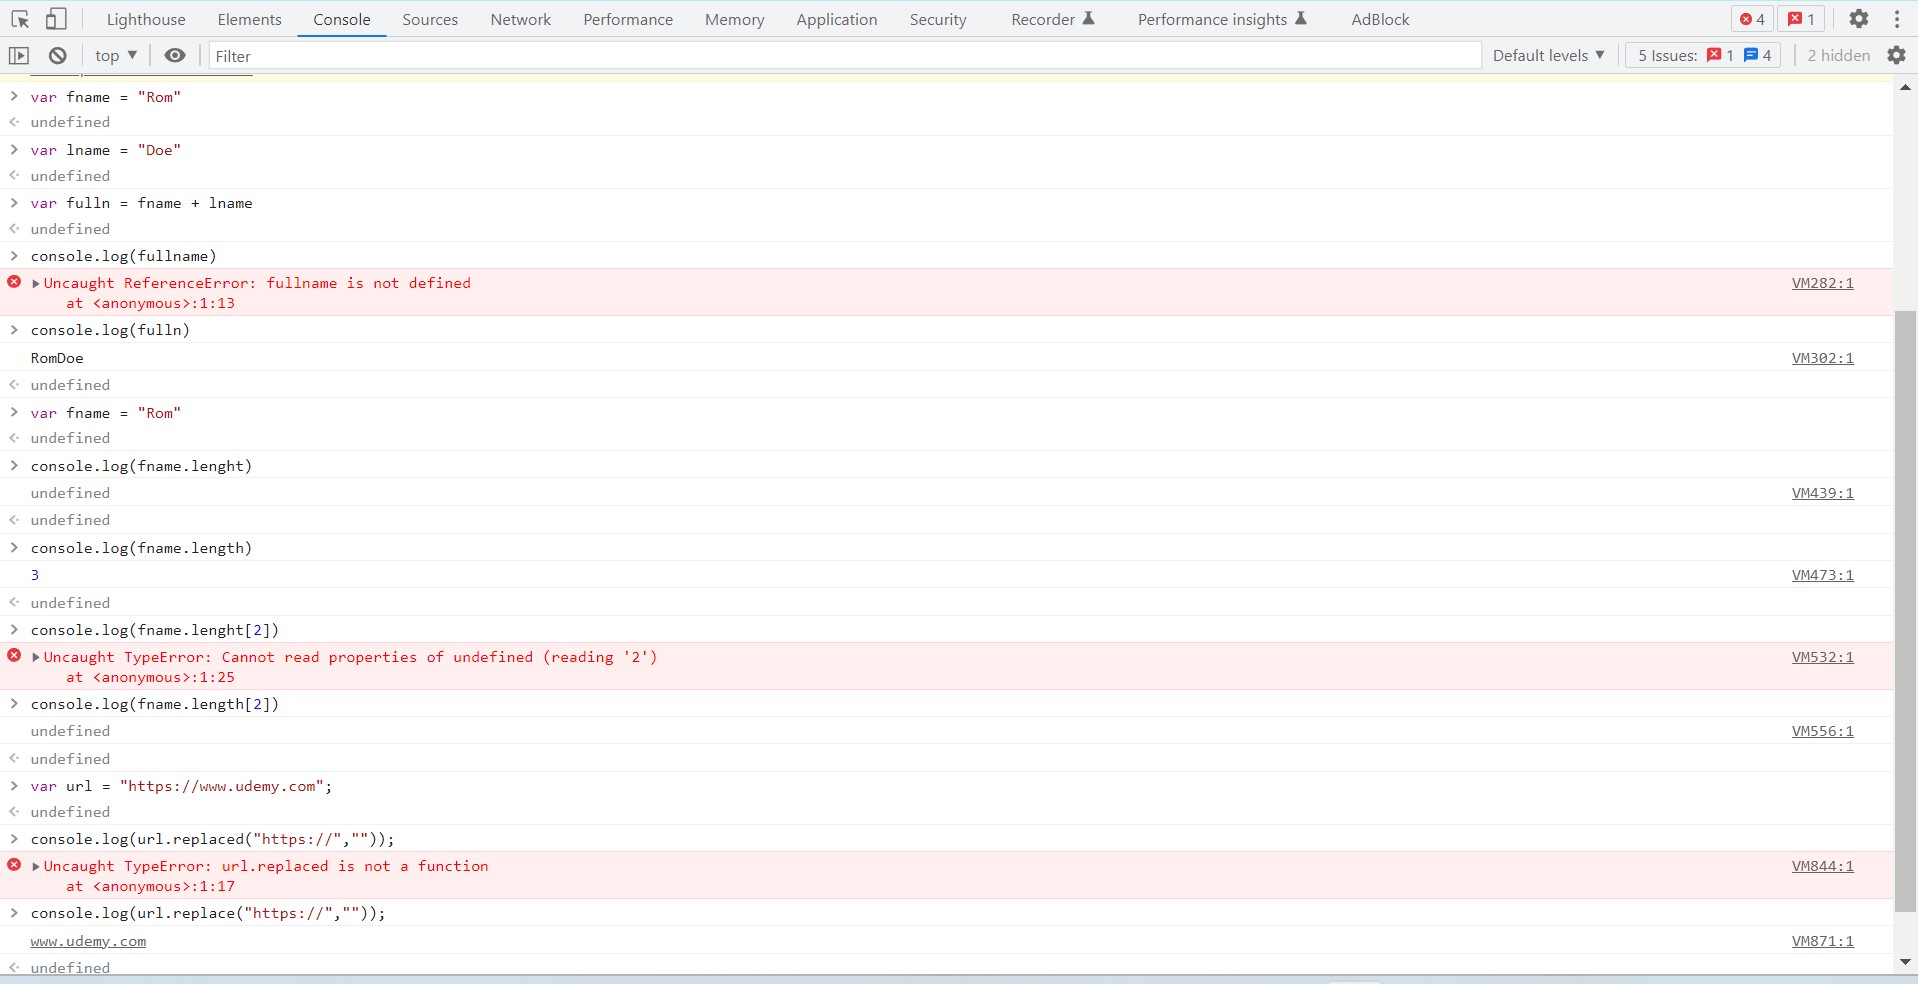 Lighthouse Elements Console Sources Network Performance Memory Application Security Recorder Performance insights AdBlock 4 1
top Filter Default levels 5 Issues: 1 4 2 hidden
var fname = "Rom"
undefined
var lname = "Doe"
undefined
var fulln = fname + lname
undefined
console.log(fullname)
Uncaught ReferenceError: fullname is not defined VM282:1
at <anonymous>:1:13
console.log(fulln)
RomDoe VM302:1
undefined
var fname = "Rom"
undefined
console.log(fname.lenght)
undefined VM439:1
undefined
console.log(fname.length)
3 VM473:1
undefined
console.log(fname.lenght[2])
Uncaught TypeError: Cannot read properties of undefined (reading '2') VM532:1
at <anonymous>:1:25
console.log(fname.length[2])
undefined VM556:1
undefined
var url = "https://www.udemy.com";
undefined
console.log(url.replaced("https://",""));
Uncaught TypeError: url.replaced is not a function VM844:1
at <anonymous>:1:17
console.log(url.replace("https://",""));
www.udemy.com VM871:1
undefined